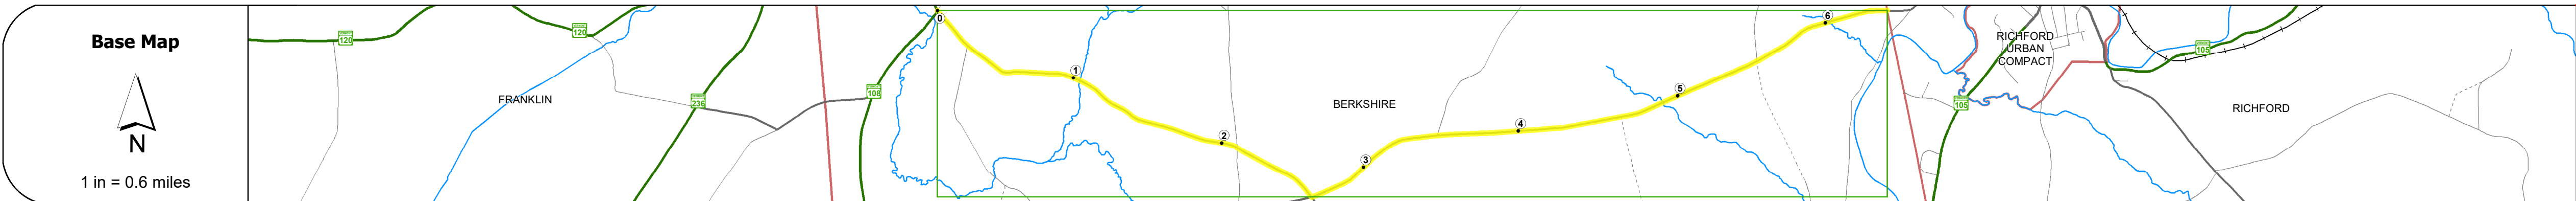 Base Map
N
1 in = 0.6 miles
120
120
FRANKLIN
236
108
0
1
2
BERKSHIRE
3
4
5
6
RICHFORD
URBAN
COMPACT
105
105
RICHFORD